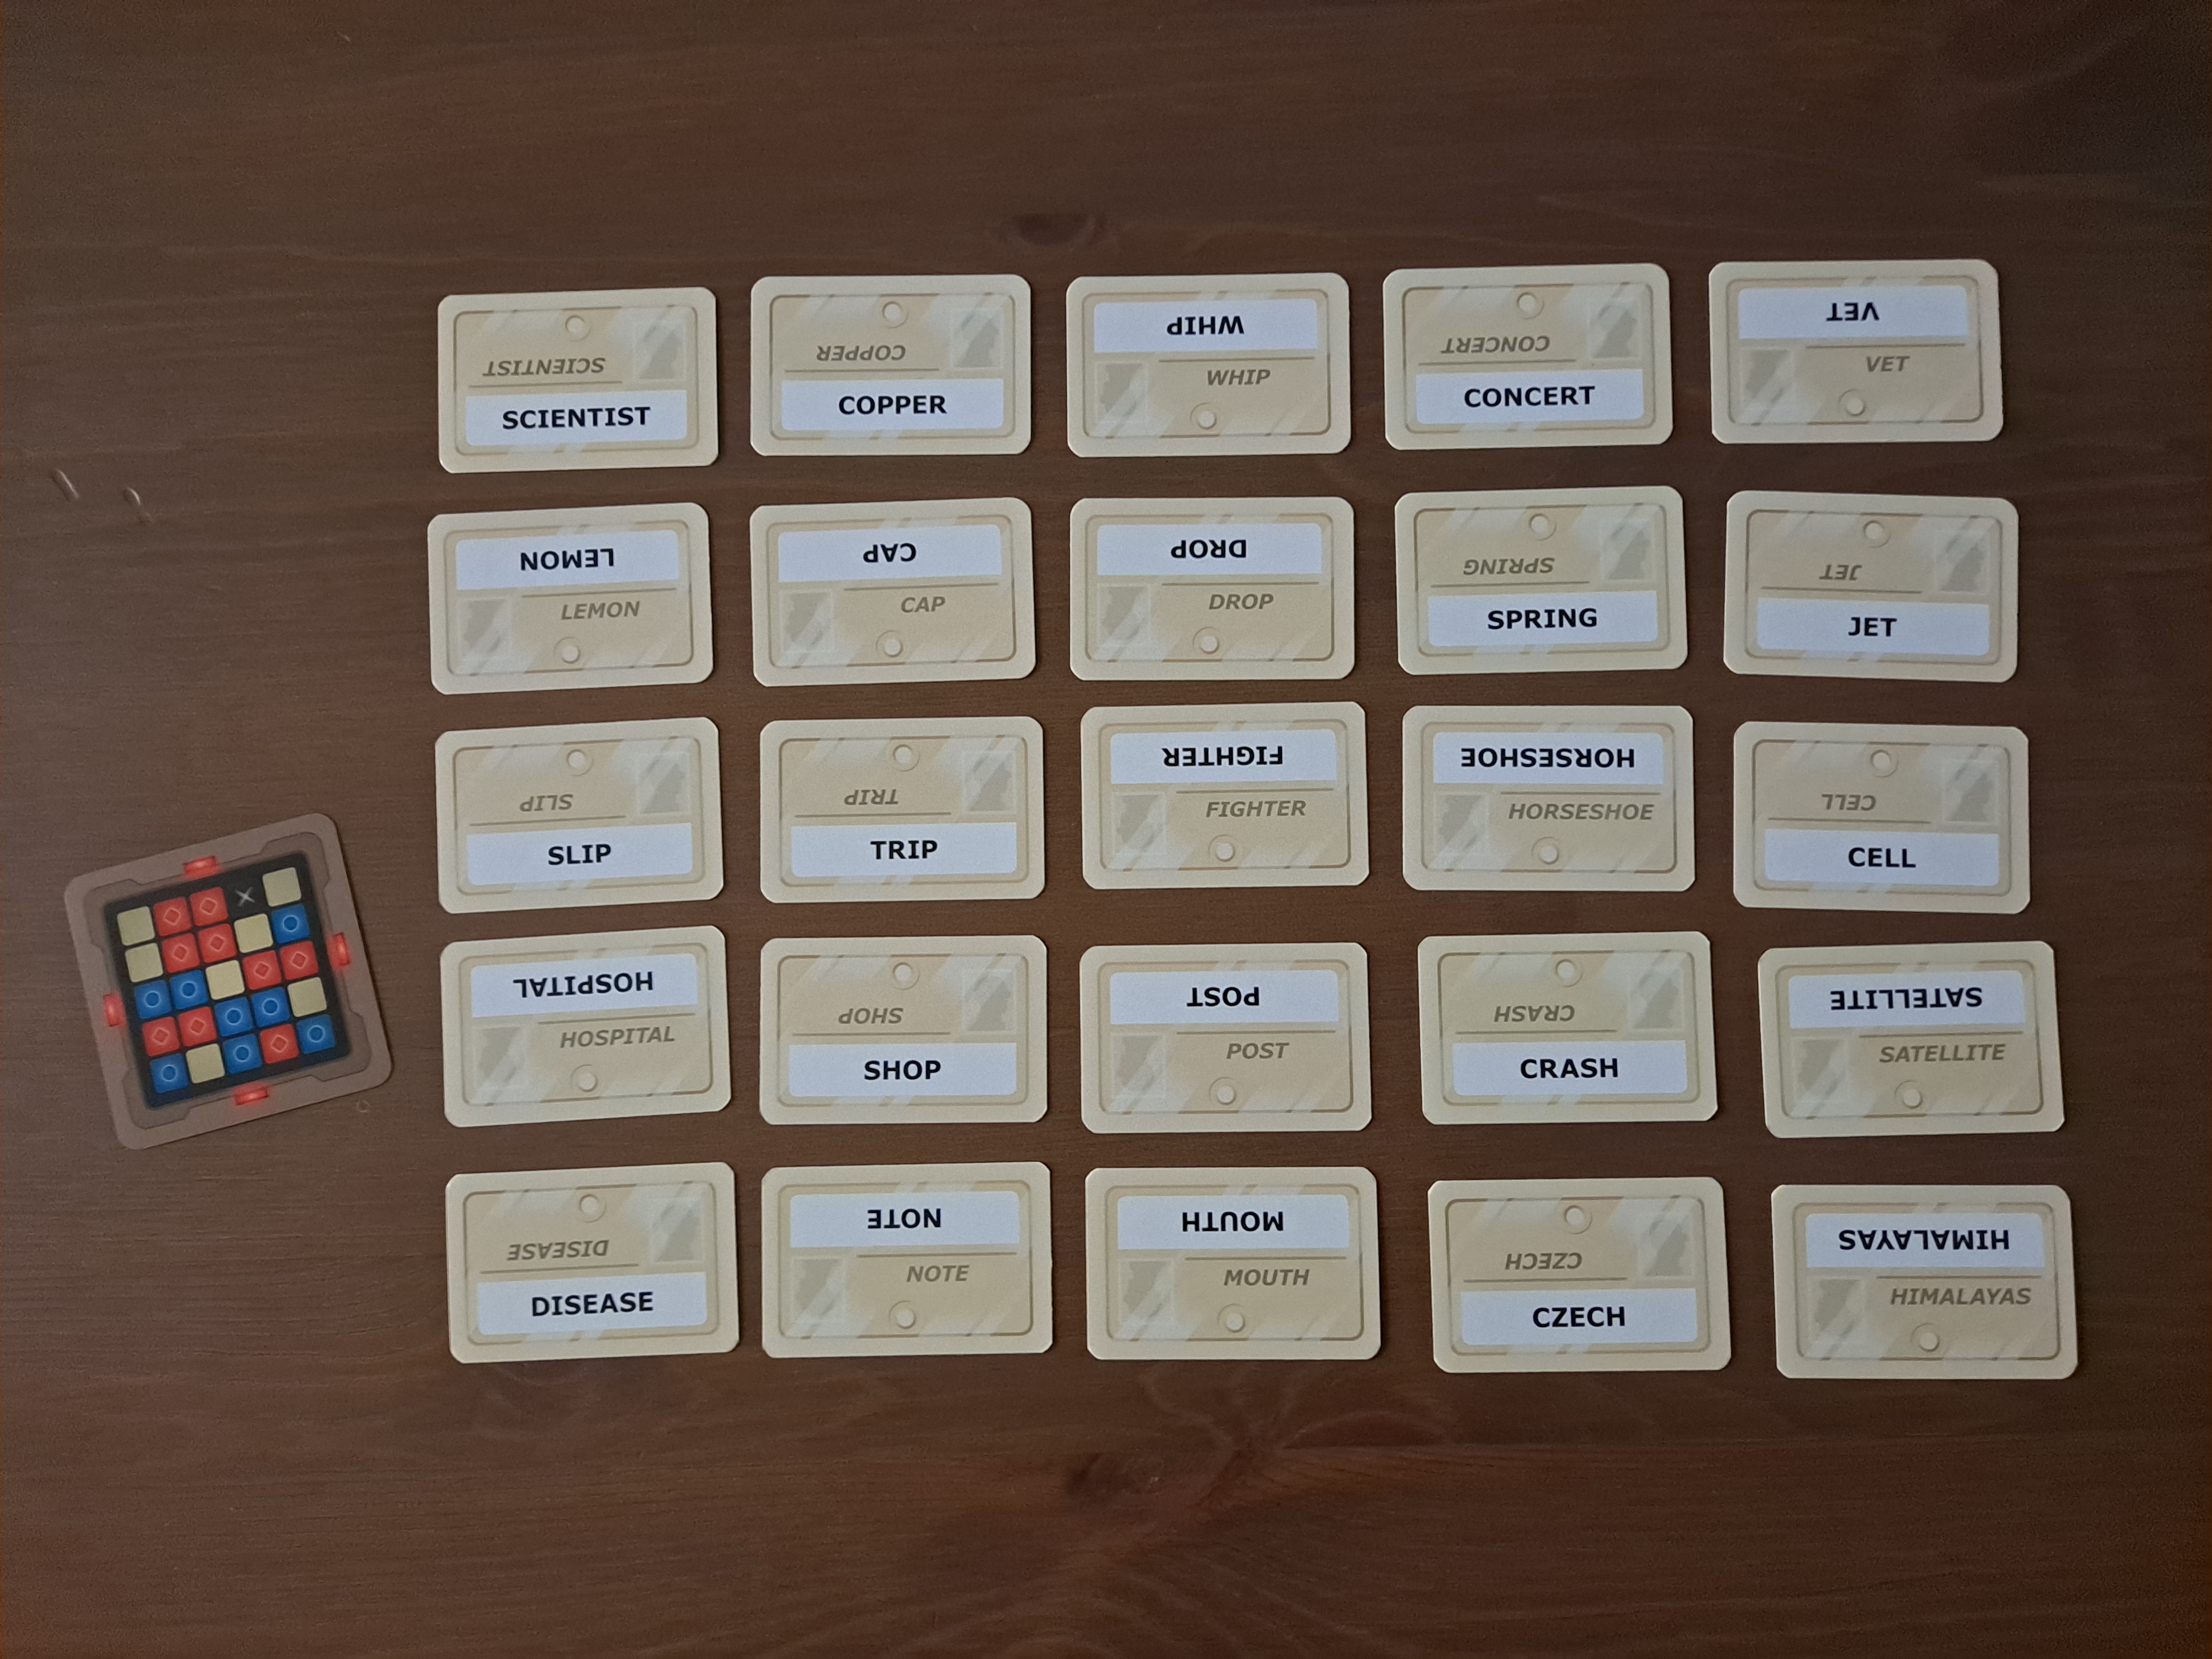 DISEASE
DISEASE
HOSPITAL
HOSPITAL
SLIP
SLIP
LEMON
LEMON
SCIENTIST
SCIENTIST
NOTE
NOTE
SHOP
SHOP
TRIP
TRIP
CAP
CAP
COPPER
COPPER
MOUTH
MOUTH
POST
POST
FIGHTER
FIGHTER
DROP
DROP
WHIP
WHIP
CZECH
CZECH
CRASH
CRASH
HORSESHOE
HORSESHOE
SPRING
SPRING
CONCERT
CONCERT
HIMALAYAS
HIMALAYAS
SATELLITE
SATELLITE
CELL
CELL
JET
JET
VET
VET